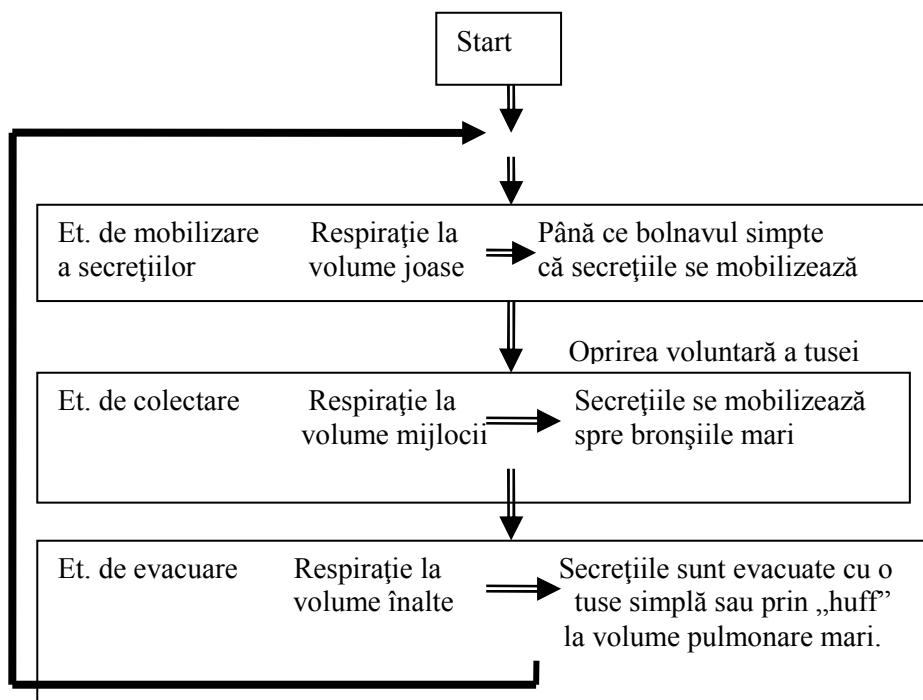 Start
Et. de mobilizare
a secreţiilor
Respiraţie la
volume joase
Până ce bolnavul simpte
că secreţiile se mobilizează
Oprirea voluntară a tusei
Et. de colectare
Respiraţie la
volume mijlocii
Secreţiile se mobilizează
spre bronşiile mari
Et. de evacuare
Respiraţie la
volume înalte
Secreţiile sunt evacuate cu o
tuse simplă sau prin „huff”
la volume pulmonare mari.